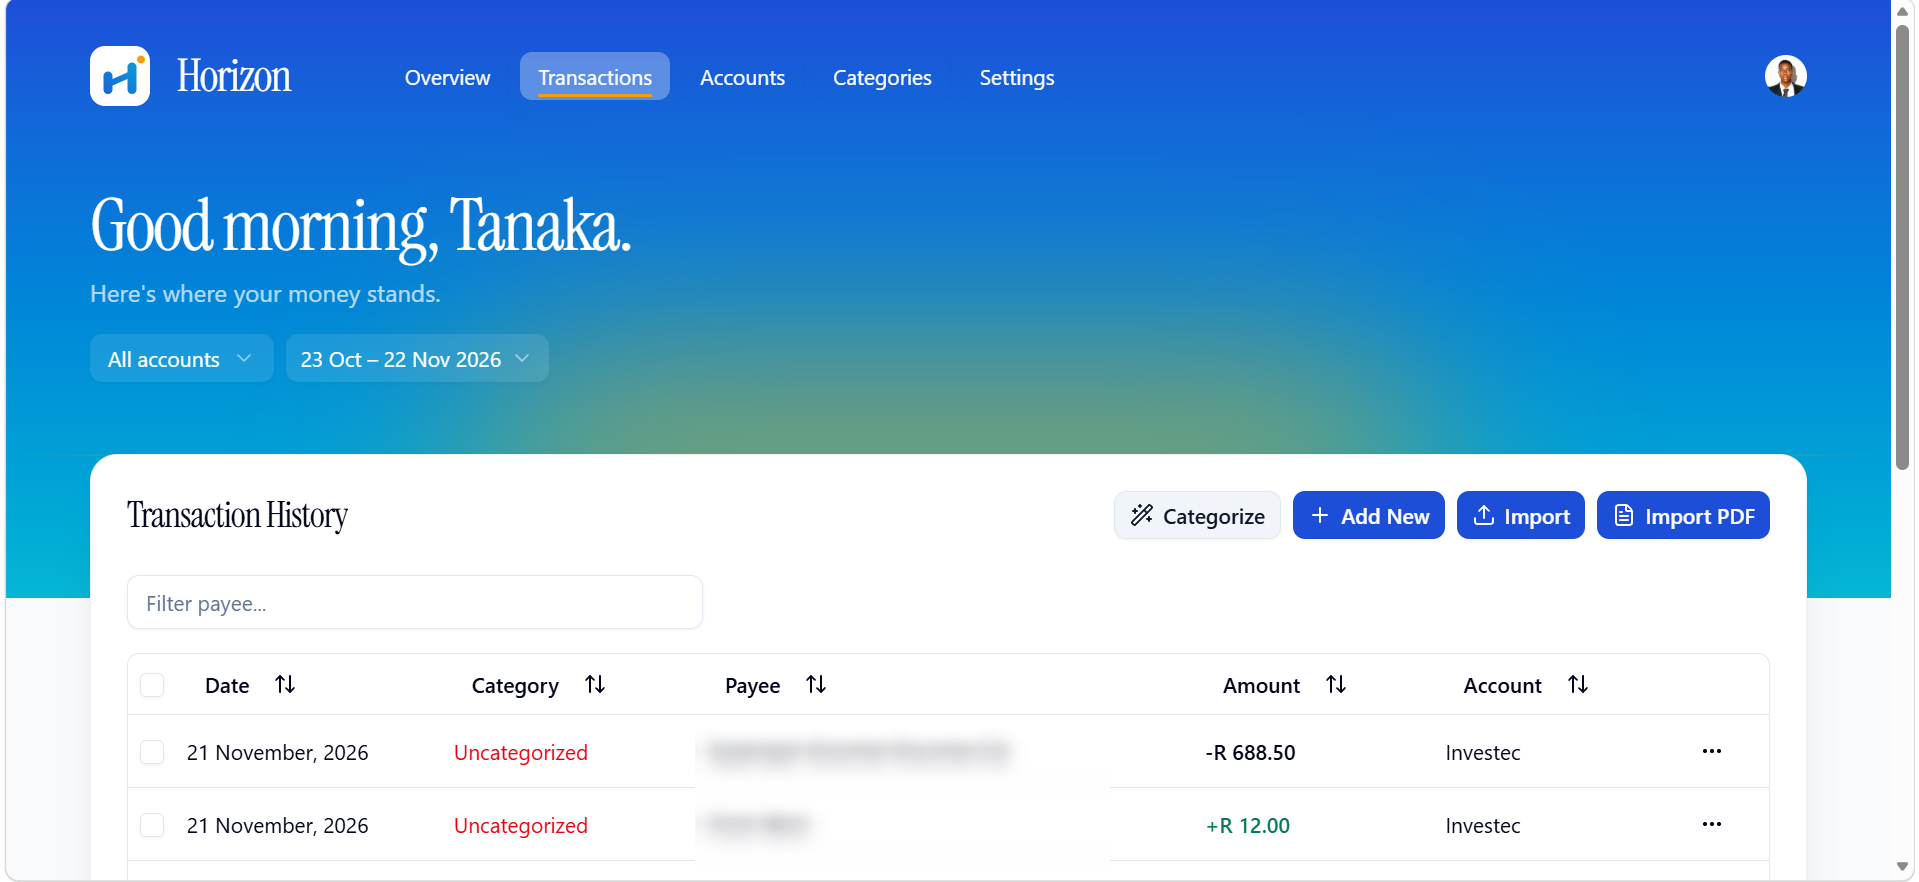 Horizon
Overview
Transactions
Accounts
Categories
Settings
Good morning, Tanaka.
Here's where your money stands.
All accounts
23 Oct – 22 Nov 2026
Transaction History
Categorize
Add New
Import
Import PDF
Filter payee...
Date Category Payee Amount Account
21 November, 2026 Uncategorized -R 688.50 Investec
21 November, 2026 Uncategorized +R 12.00 Investec